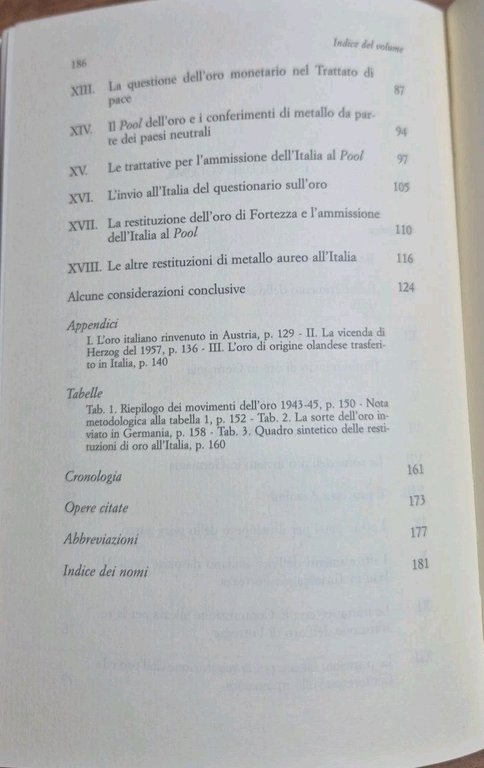 186
Indice del volume
XIII. La questione dell'oro monetario nel Trattato di
pace 87
XIV. Il Pool dell'oro e i conferimenti di metallo da par-
te dei paesi neutrali 94
XV. Le trattative per l'ammissione dell'Italia al Pool 97
XVI. L'invio all'Italia del questionario sull'oro 105
XVII. La restituzione dell'oro di Fortezza e l'ammissione
dell'Italia al Pool 110
XVIII. Le altre restituzioni di metallo aureo all'Italia 116
Alcune considerazioni conclusive 124
Appendici
I. L'oro italiano rinvenuto in Austria, p. 129 - II. La vicenda di
Herzog del 1957, p. 136 - III. L'oro di origine olandese trasferi-
to in Italia, p. 140
Tabelle
Tab. 1. Riepilogo dei movimenti dell'oro 1943-45, p. 150 - Nota
metodologica alla tabella 1, p. 152 - Tab. 2. La sorte dell'oro in-
viato in Germania, p. 158 - Tab. 3. Quadro sintetico delle resti-
tuzioni di oro all'Italia, p. 160
Cronologia 161
Opere citate 173
Abbreviazioni 177
Indice dei nomi 181